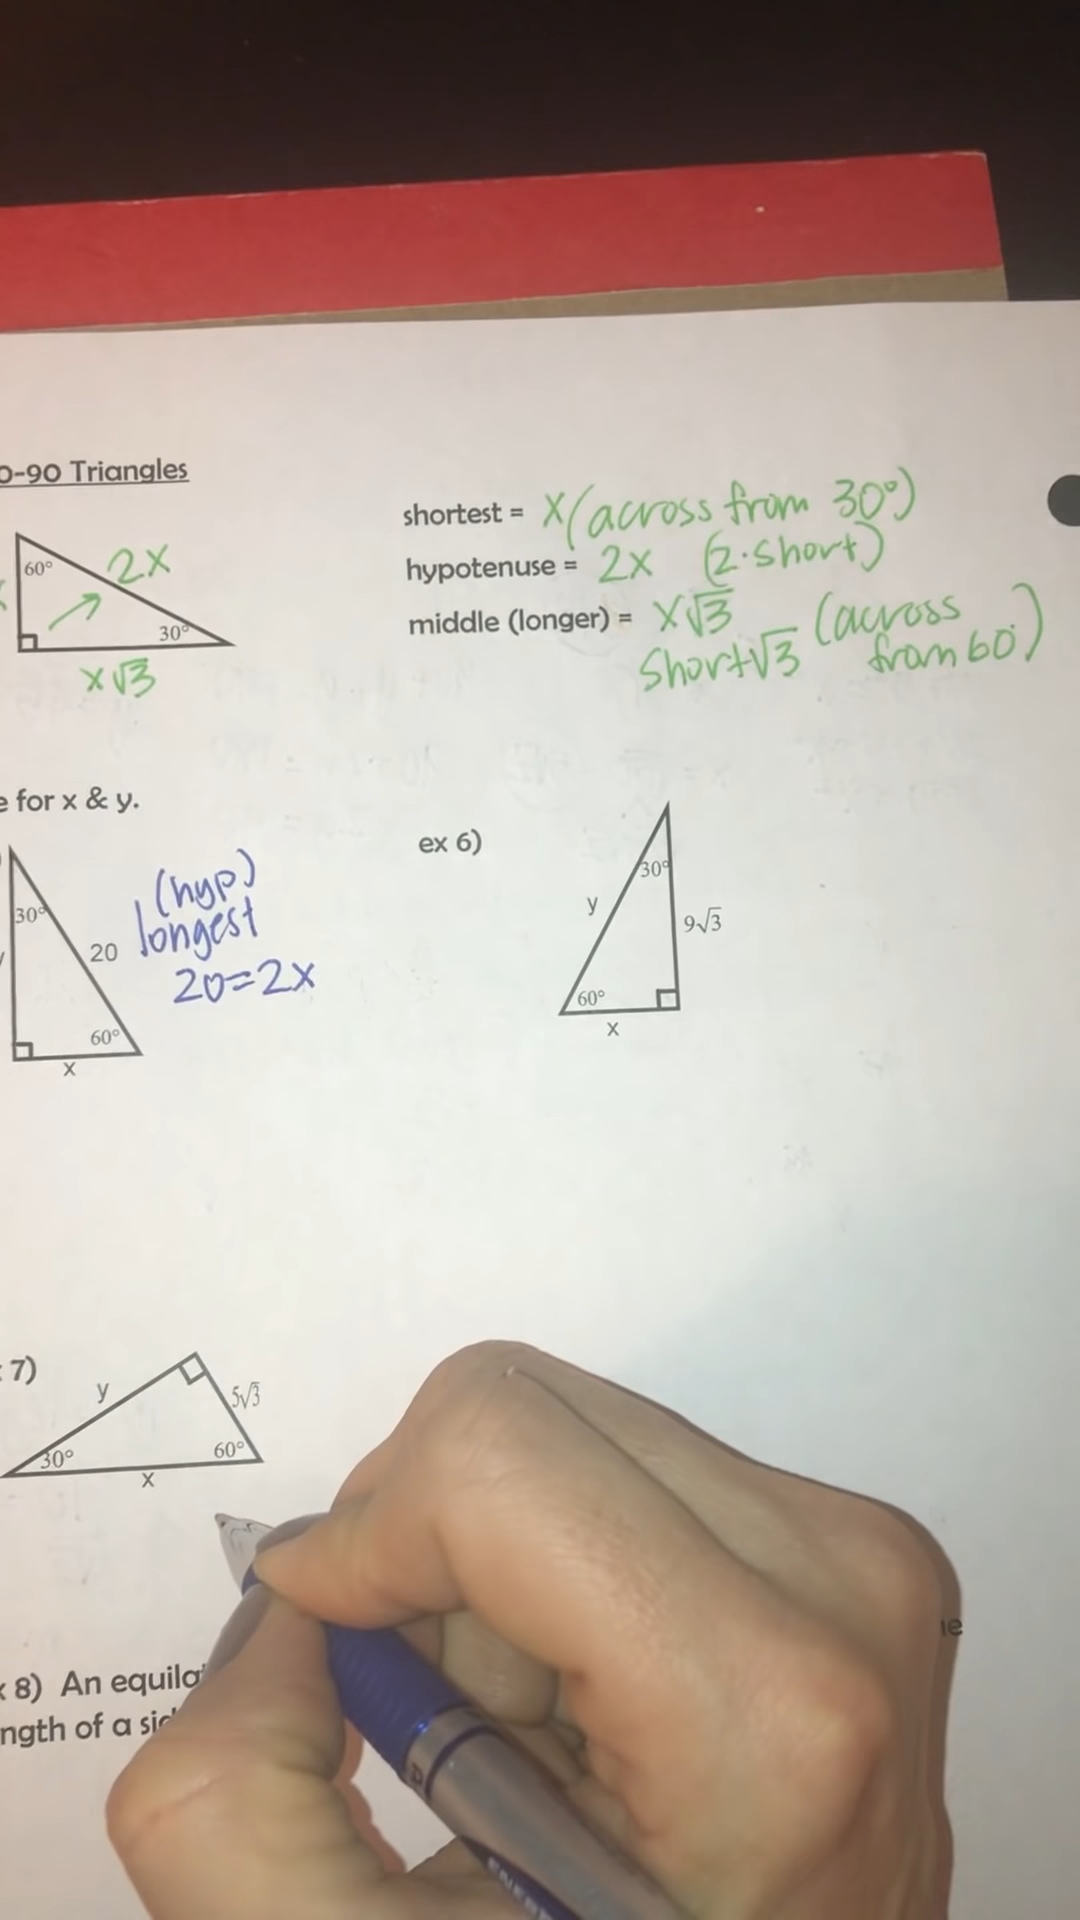 0-90 Triangles
shortest = x (across from 30°)
60° 2x
hypotenuse = 2x (2·short)
30°
middle (longer) = x√3 (across from 60°)
x√3
short√3
e for x & y.
ex 6)
(hyp)
longest
30°
20
20=2x
60°
x
30°
y
9√3
60°
x
7)
y
5√3
30°
60°
x
8) An equila
ngth of a sid